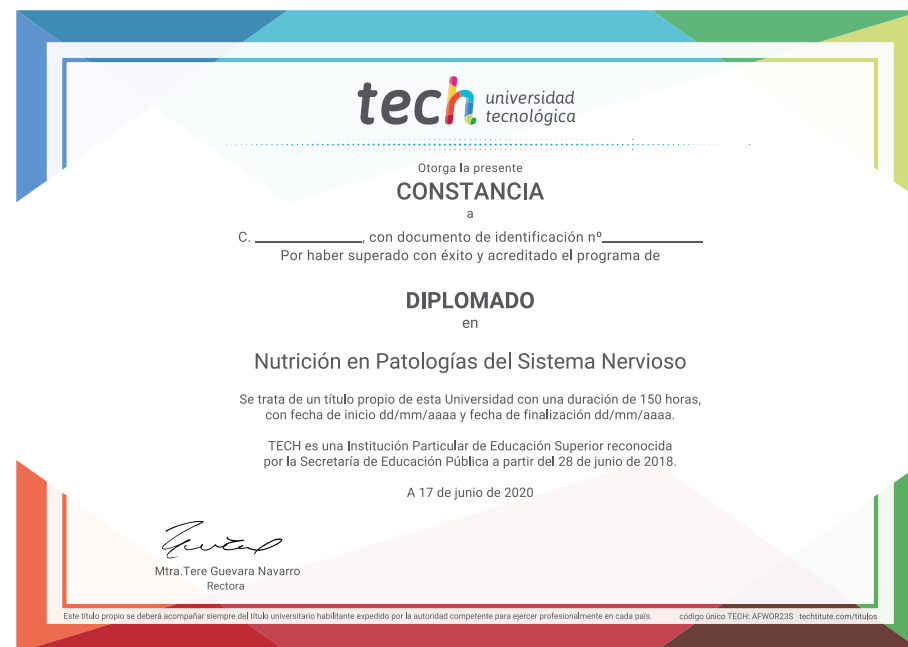 tech universidad
tecnológica
Otorga la presente
CONSTANCIA
a
C. ____________, con documento de identificación nº____________
Por haber superado con éxito y acreditado el programa de
DIPLOMADO
en
Nutrición en Patologías del Sistema Nervioso
Se trata de un título propio de esta Universidad con una duración de 150 horas,
con fecha de inicio dd/mm/aaaa y fecha de finalización dd/mm/aaaa.
TECH es una Institución Particular de Educación Superior reconocida
por la Secretaría de Educación Pública a partir del 28 de junio de 2018.
A 17 de junio de 2020
Mtra.Tere Guevara Navarro
Rectora
Este título propio se deberá acompañar siempre del título universitario habilitante expedido por la autoridad competente para ejercer profesionalmente en cada país. código único TECH: AFWOR23S techtitute.com/titulos